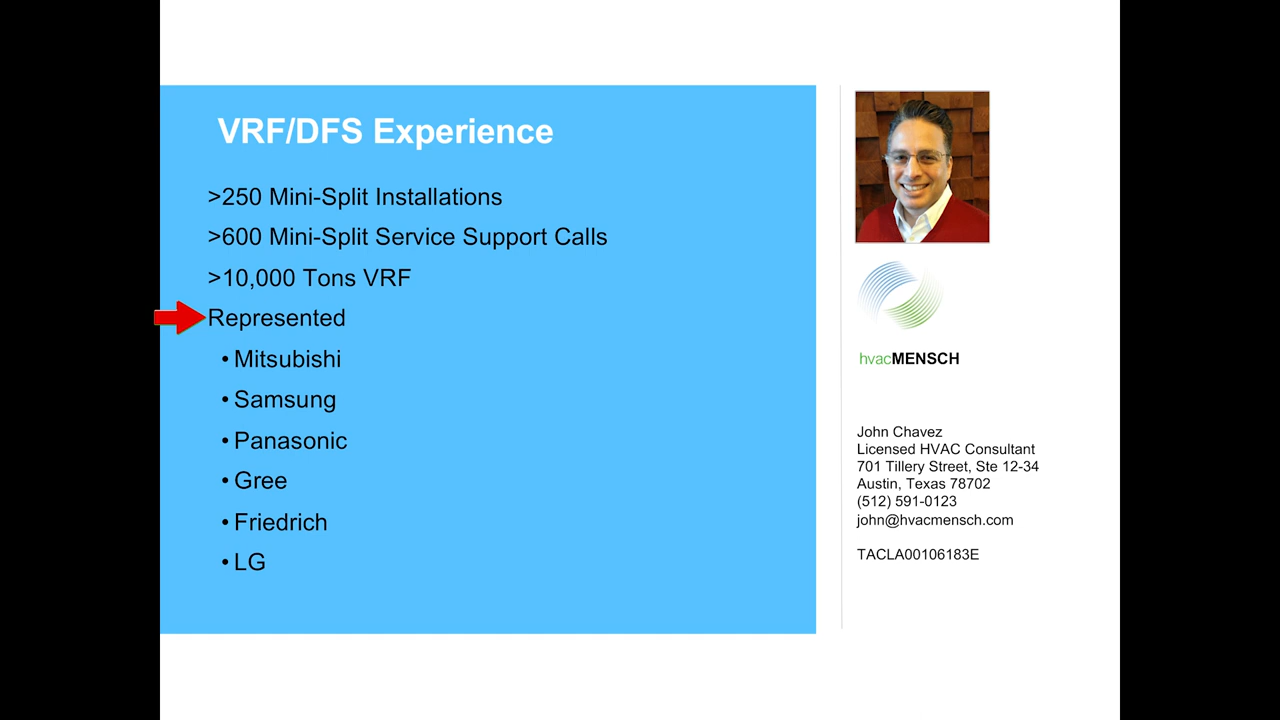 VRF/DFS Experience
>250 Mini-Split Installations
>600 Mini-Split Service Support Calls
>10,000 Tons VRF
Represented
• Mitsubishi
• Samsung
• Panasonic
• Gree
• Friedrich
• LG
hvacMENSCH
John Chavez
Licensed HVAC Consultant
701 Tillery Street, Ste 12-34
Austin, Texas 78702
(512) 591-0123
john@hvacmensch.com
TACLA00106183E